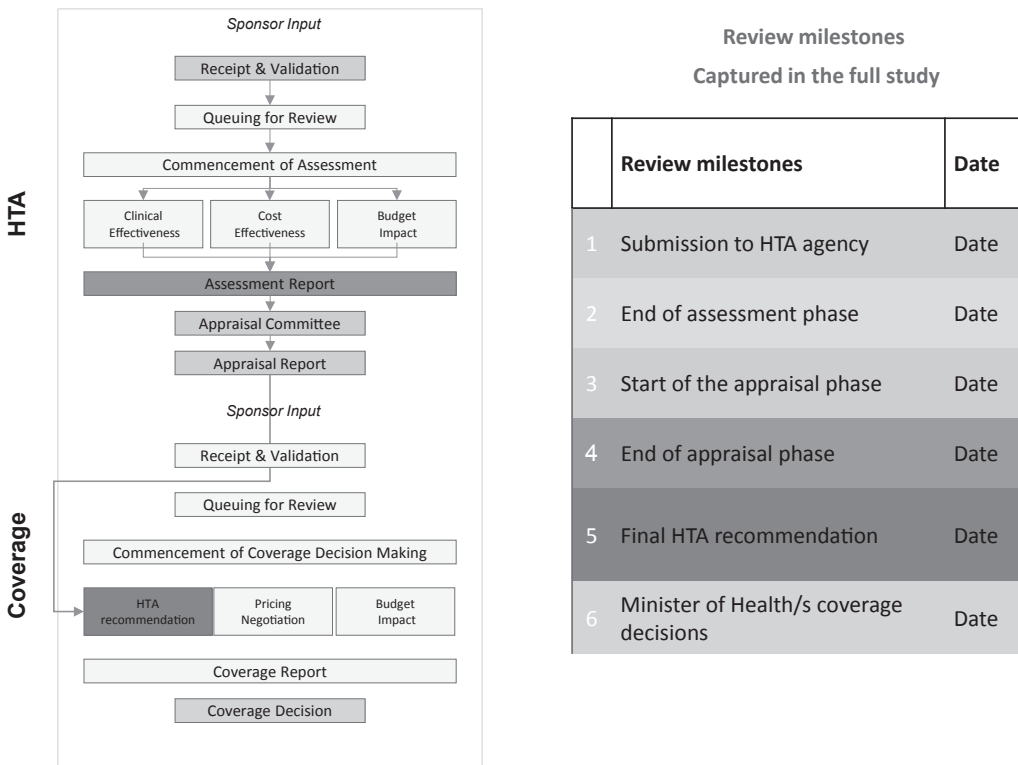 Sponsor Input
Receipt & Validation
Queuing for Review
Commencement of Assessment
Clinical
Effectiveness
Cost
Effectiveness
Budget
Impact
Assessment Report
Appraisal Committee
Appraisal Report
HTA
Sponsor Input
Receipt & Validation
Queuing for Review
Commencement of Coverage Decision Making
HTA
recommendation
Pricing
Negotiation
Budget
Impact
Coverage Report
Coverage Decision
Coverage
Review milestones
Captured in the full study
Review milestones Date
1 Submission to HTA agency Date
2 End of assessment phase Date
3 Start of the appraisal phase Date
4 End of appraisal phase Date
5 Final HTA recommendation Date
6 Minister of Health/s coverage
decisions Date